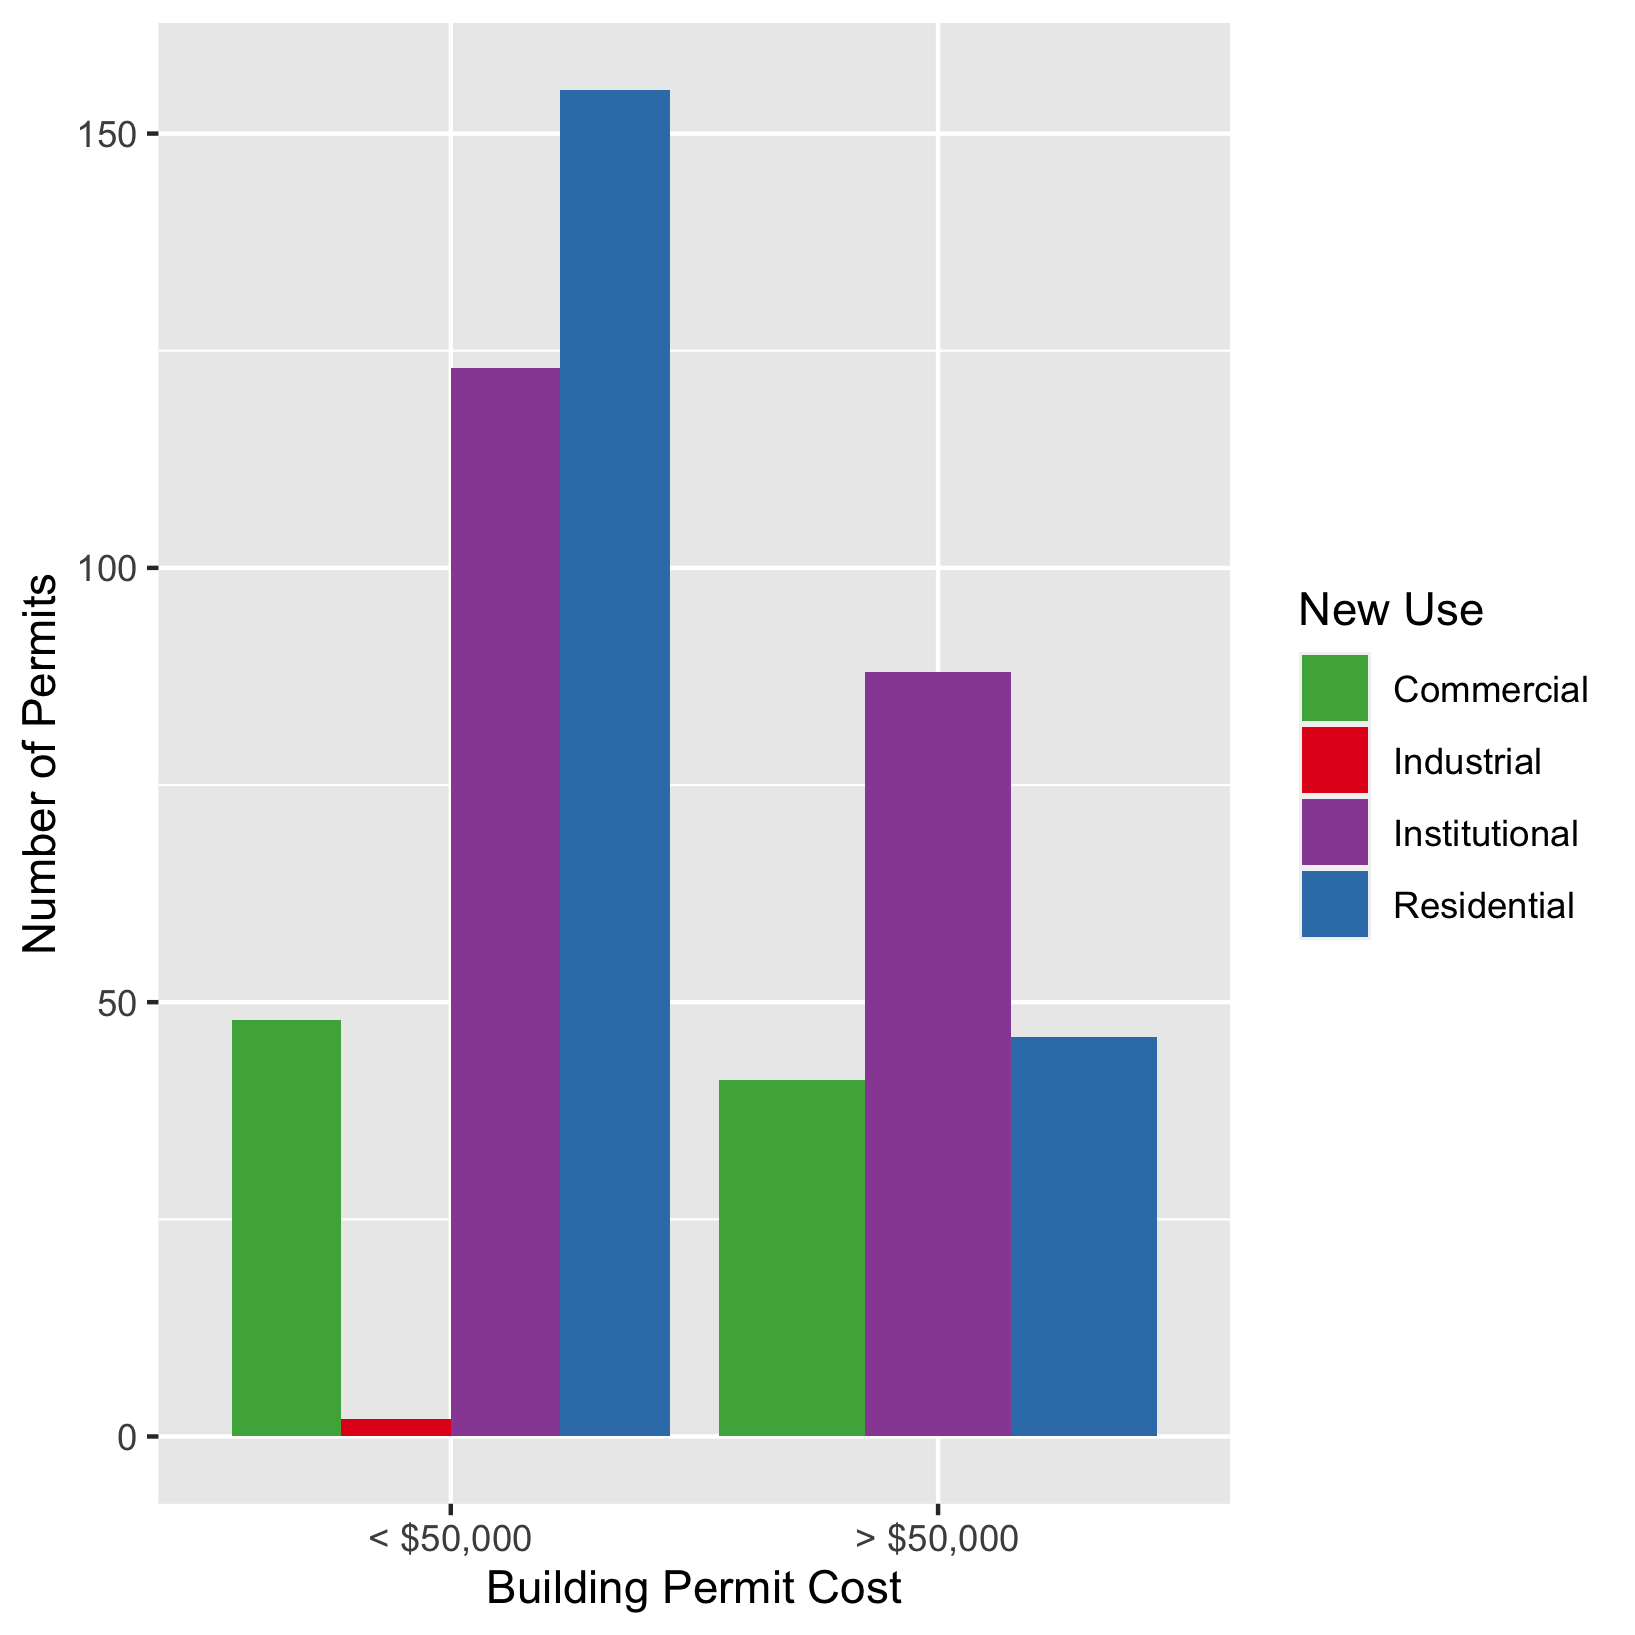 150
100
50
0
Number of Permits
< $50,000
> $50,000
Building Permit Cost
New Use
Commercial
Industrial
Institutional
Residential